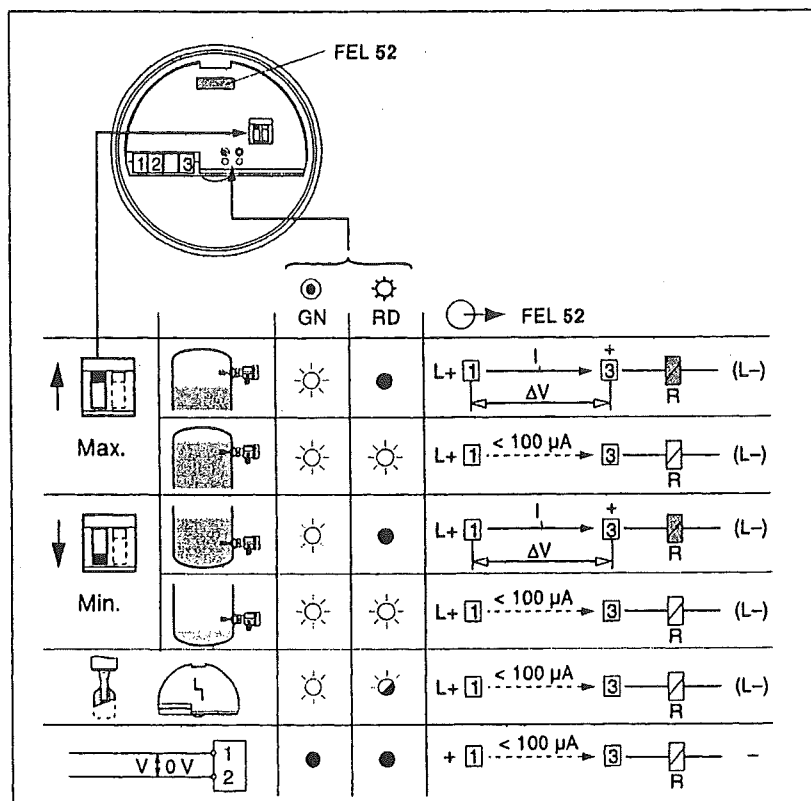 FEL 52
1 2 3
GN RD FEL 52
L+ 1 I + 3 (L–)
ΔV R
Max.
L+ 1 < 100 µA 3 (L–)
R
L+ 1 I + 3 (L–)
ΔV R
Min.
L+ 1 < 100 µA 3 (L–)
R
L+ 1 < 100 µA 3 (L–)
R
V 0 V 1
2
+ 1 < 100 µA 3 –
R